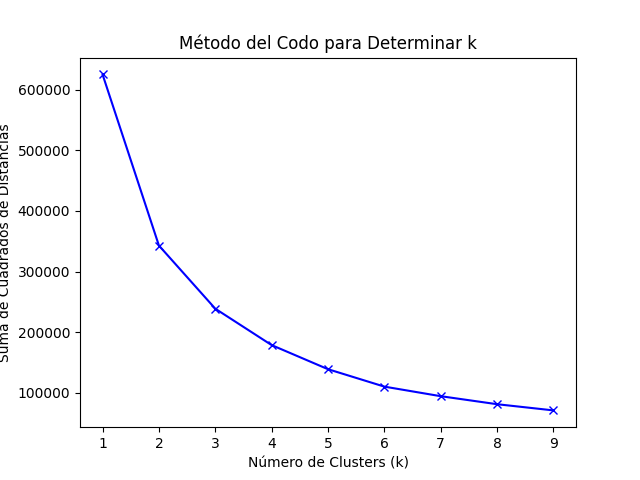 Método del Codo para Determinar k
Suma de Cuadrados de Distancias
600000
500000
400000
300000
200000
100000
1 2 3 4 5 6 7 8 9
Número de Clusters (k)